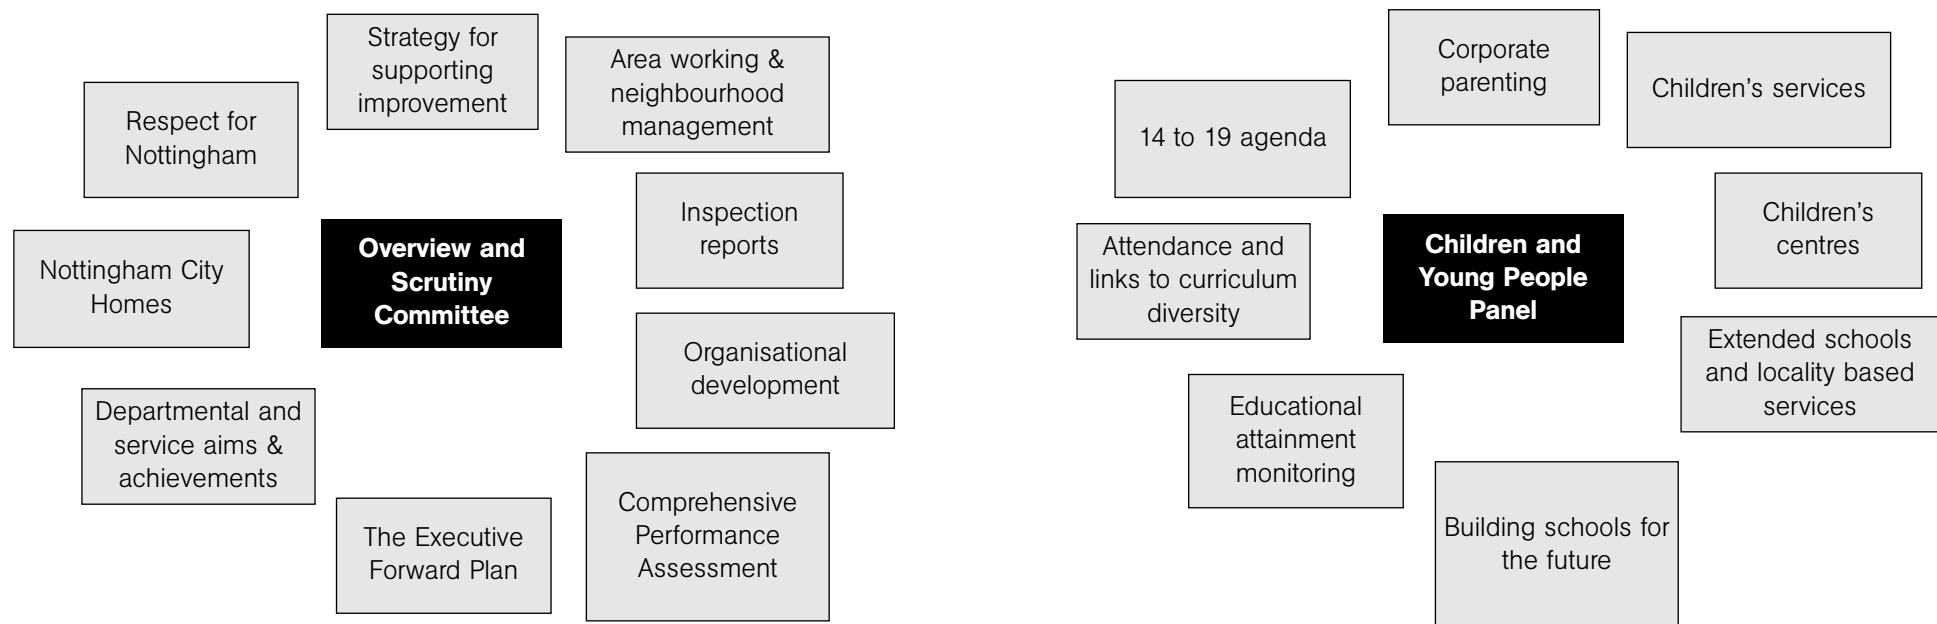 Strategy for
supporting
improvement
Area working &
neighbourhood
management
Respect for
Nottingham
Inspection
reports
Overview and
Scrutiny
Committee
Nottingham City
Homes
Organisational
development
Departmental and
service aims &
achievements
Comprehensive
Performance
Assessment
The Executive
Forward Plan
Corporate
parenting
Children's services
14 to 19 agenda
Children's
centres
Attendance and
links to curriculum
diversity
Children and
Young People
Panel
Extended schools
and locality based
services
Educational
attainment
monitoring
Building schools for
the future